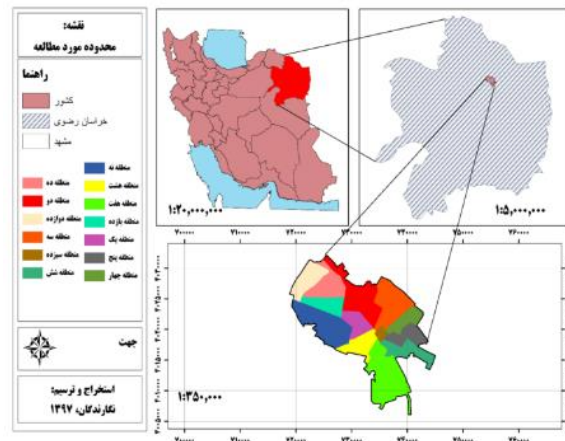 نقشه:
محدوده مورد مطالعه
راهنما
کشور
خراسان رضوی
مشهد
منطقه نه
منطقه ده
منطقه هشت
منطقه دو
منطقه هفت
منطقه دوازده
منطقه یازده
منطقه سه
منطقه یک
منطقه سیزده
منطقه پنج
منطقه شش
منطقه چهار
جهت
استخراج و ترسیم:
نگارندگان، ۱۳۹۷
1:20,000,000
1:5,000,000
1:350,000